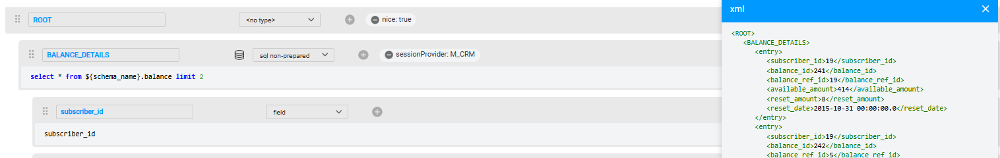 ROOT
<no type>
nice: true
BALANCE_DETAILS
sql non-prepared
sessionProvider: M_CRM
select * from ${schema_name}.balance limit 2
subscriber_id
field
subscriber_id
xml
<ROOT>
<BALANCE_DETAILS>
<entry>
<subscriber_id>19</subscriber_id>
<balance_id>241</balance_id>
<balance_ref_id>19</balance_ref_id>
<available_amount>414</available_amount>
<reset_amount>8</reset_amount>
<reset_date>2015-10-31 00:00:00.0</reset_date>
</entry>
<entry>
<subscriber_id>19</subscriber_id>
<balance_id>242</balance_id>
<balance_ref_id>5</balance_ref_id>